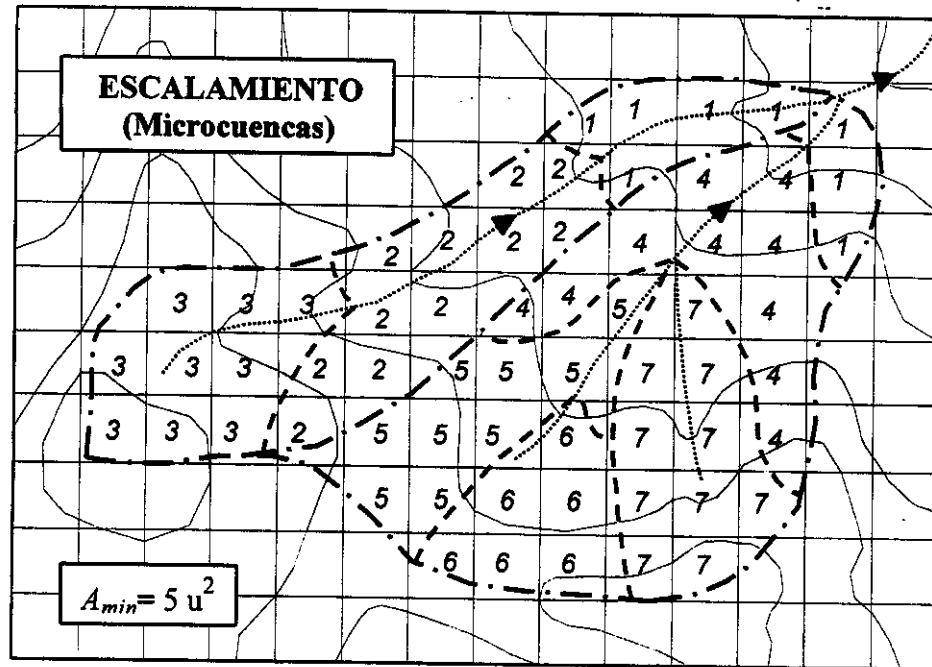 ESCALAMIENTO
(Microcuencas)
1 1 1 1 1
2 2 1 4 4 1
2 2 2 2 4 4 4 1
3 3 3 2 2 4 4 5 7 4
3 3 3 2 2 5 5 5 7 7 4
3 3 3 2 5 5 5 6 7 7 4
5 5 6 6 7 7 7
6 6 6 7 7
Amin= 5 u²